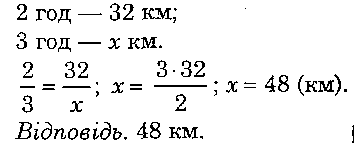 2 год — 32 км;
3 год — x км.
2/3 = 32/x; x = 3·32/2; x = 48 (км).
Відповідь. 48 км.